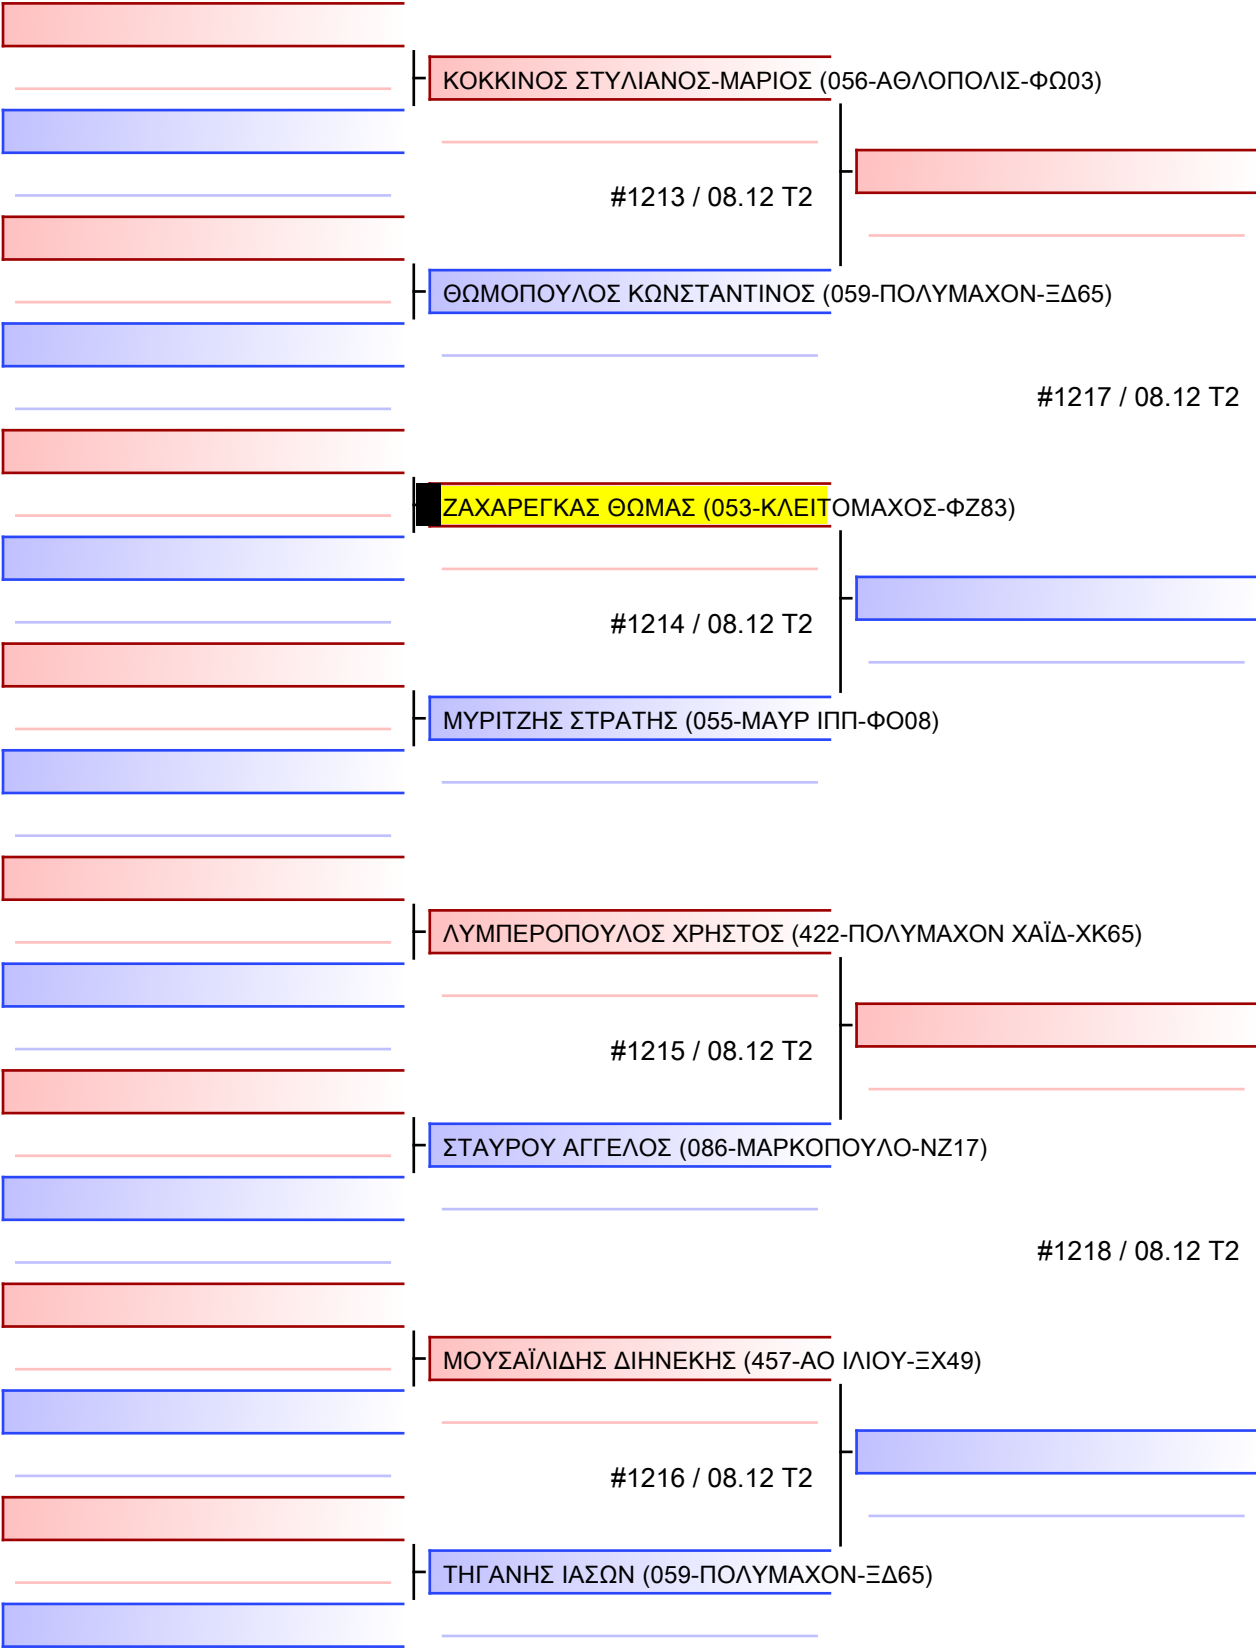 ΚΟΚΚΙΝΟΣ ΣΤΥΛΙΑΝΟΣ-ΜΑΡΙΟΣ (056-ΑΘΛΟΠΟΛΙΣ-ΦΩ03)
#1213 / 08.12 T2
ΘΩΜΟΠΟΥΛΟΣ ΚΩΝΣΤΑΝΤΙΝΟΣ (059-ΠΟΛΥΜΑΧΟΝ-ΞΔ65)
#1217 / 08.12 T2
ΖΑΧΑΡΕΓΚΑΣ ΘΩΜΑΣ (053-ΚΛΕΙΤΟΜΑΧΟΣ-ΦΖ83)
#1214 / 08.12 T2
ΜΥΡΙΤΖΗΣ ΣΤΡΑΤΗΣ (055-ΜΑΥΡ ΙΠΠ-ΦΟ08)
ΛΥΜΠΕΡΟΠΟΥΛΟΣ ΧΡΗΣΤΟΣ (422-ΠΟΛΥΜΑΧΟΝ ΧΑΪΔ-ΧΚ65)
#1215 / 08.12 T2
ΣΤΑΥΡΟΥ ΑΓΓΕΛΟΣ (086-ΜΑΡΚΟΠΟΥΛΟ-ΝΖ17)
#1218 / 08.12 T2
ΜΟΥΣΑΪΛΙΔΗΣ ΔΙΗΝΕΚΗΣ (457-ΑΟ ΙΛΙΟΥ-ΞΧ49)
#1216 / 08.12 T2
ΤΗΓΑΝΗΣ ΙΑΣΩΝ (059-ΠΟΛΥΜΑΧΟΝ-ΞΔ65)